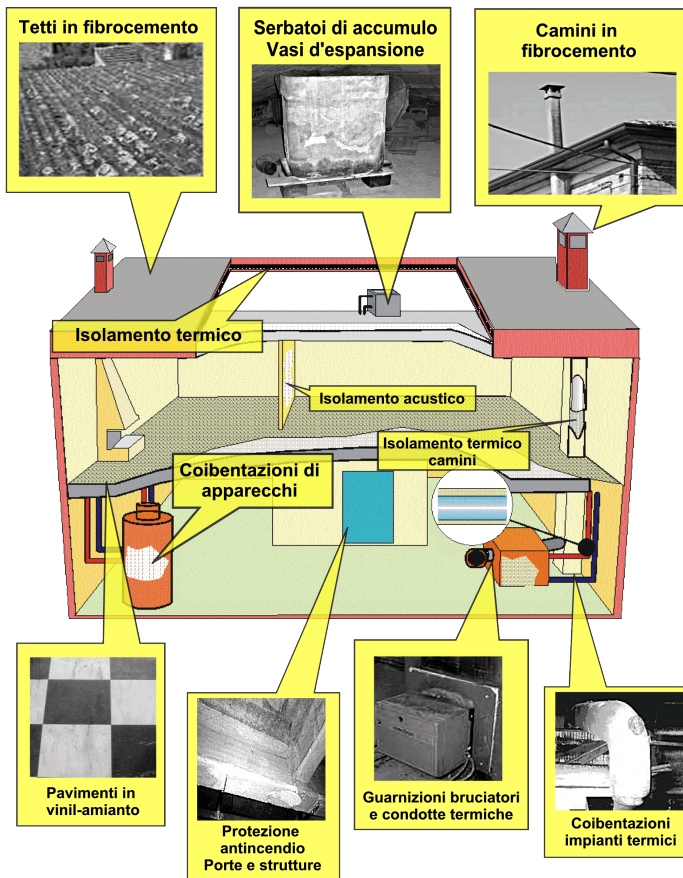 Tetti in fibrocemento
Serbatoi di accumulo
Vasi d'espansione
Camini in
fibrocemento
Isolamento termico
Isolamento acustico
Isolamento termico
camini
Coibentazioni di
apparecchi
Pavimenti in
vinil-amianto
Protezione
antincendio
Porte e strutture
Guarnizioni bruciatori
e condotte termiche
Coibentazioni
impianti termici